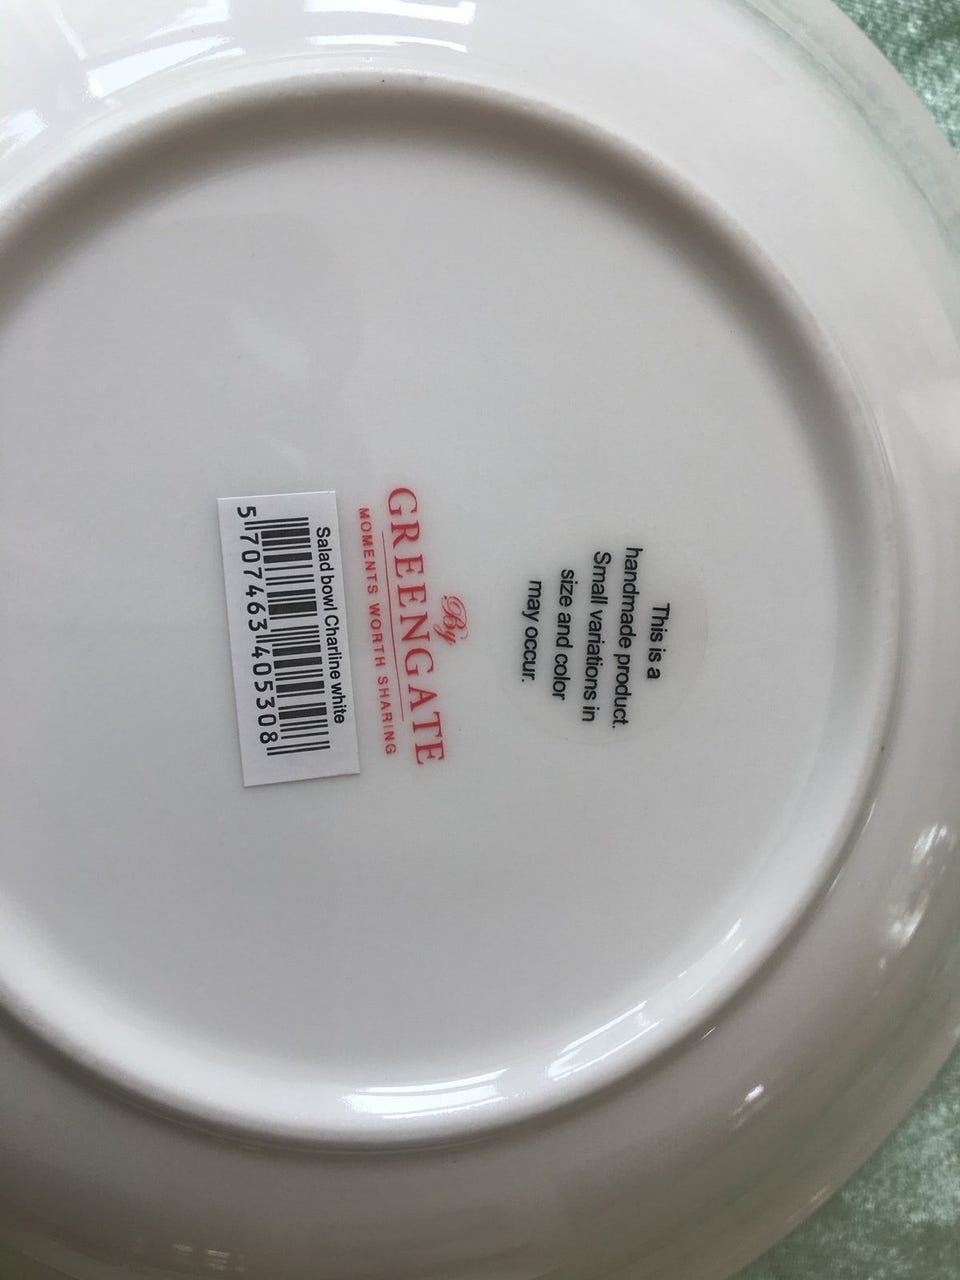 This is a
handmade product.
Small variations in
size and color
may occur.
By
GREENGATE
MOMENTS WORTH SHARING
Salad bowl Charline white
5 707463 405308